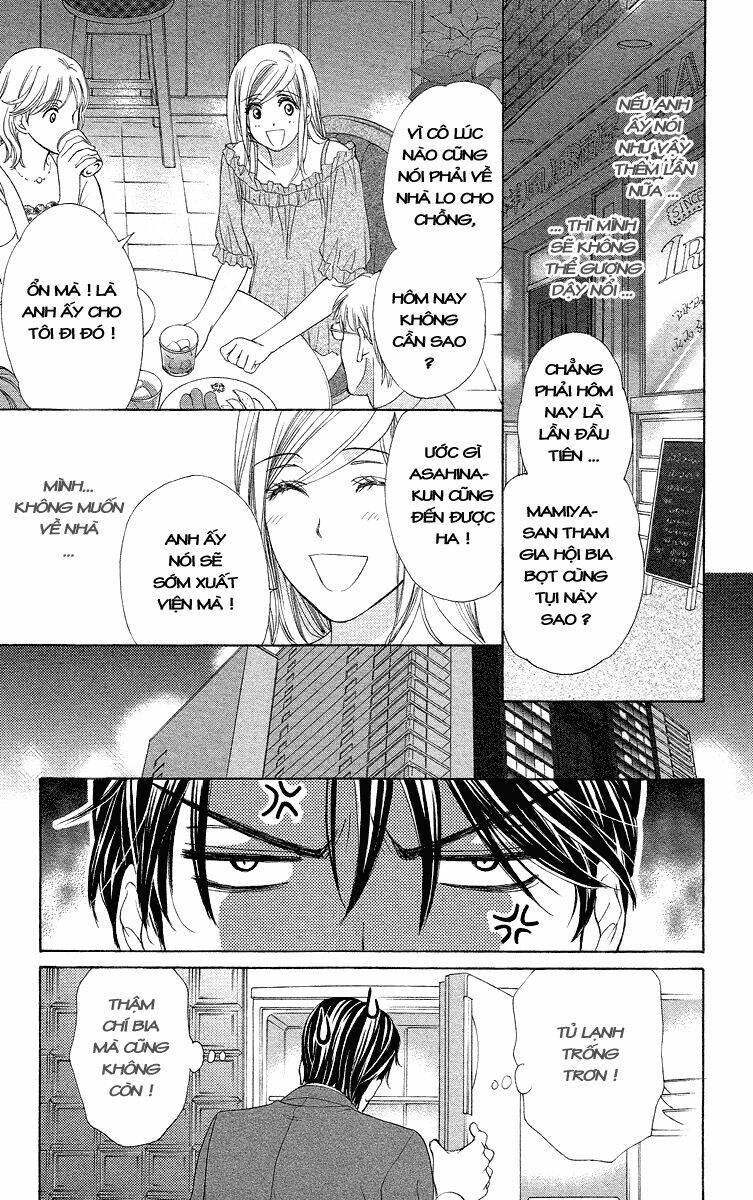 NẾU ANH
ẤY NÓI
NHƯ VẬY
THÊM LẦN
NỮA ...
... THÌ MÌNH
SẼ KHÔNG
THỂ GƯỢNG
DẬY NỔI ...
SINCE
CHẲNG
PHẢI HÔM
NAY LÀ
LẦN ĐẦU
TIÊN ...
MAMIYA-
SAN THAM
GIA HỘI BIA
BỌT CÙNG
TỤI NÀY
SAO ?
VÌ CÔ LÚC
NÀO CŨNG
NÓI PHẢI VỀ
NHÀ LO CHO
CHỒNG,
HÔM NAY
KHÔNG
CẦN SAO
?
ỔN MÀ ! LÀ
ANH ẤY CHO
TÔI ĐI ĐÓ !
ƯỚC GÌ
ASAHINA-
KUN CŨNG
ĐẾN ĐƯỢC
HA !
ANH ẤY
NÓI SẼ
SỚM XUẤT
VIỆN MÀ !
MÌNH...
KHÔNG MUỐN
VỀ NHÀ
...
TỦ LẠNH
TRỐNG
TRƠN !
THẬM
CHÍ BIA
MÀ CŨNG
KHÔNG
CÒN !